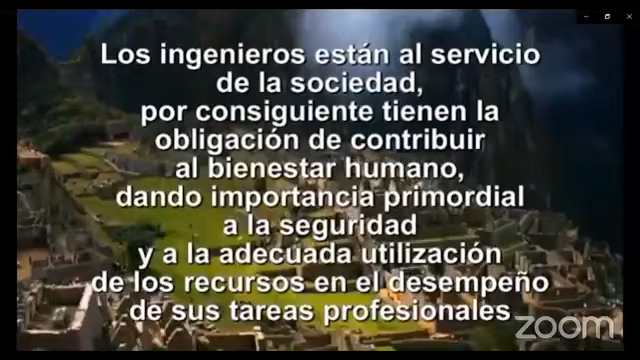 Los ingenieros están al servicio
de la sociedad,
por consiguiente tienen la
obligación de contribuir
al bienestar humano,
dando importancia primordial
a la seguridad
y a la adecuada utilización
de los recursos en el desempeño
de sus tareas profesionales
zoom